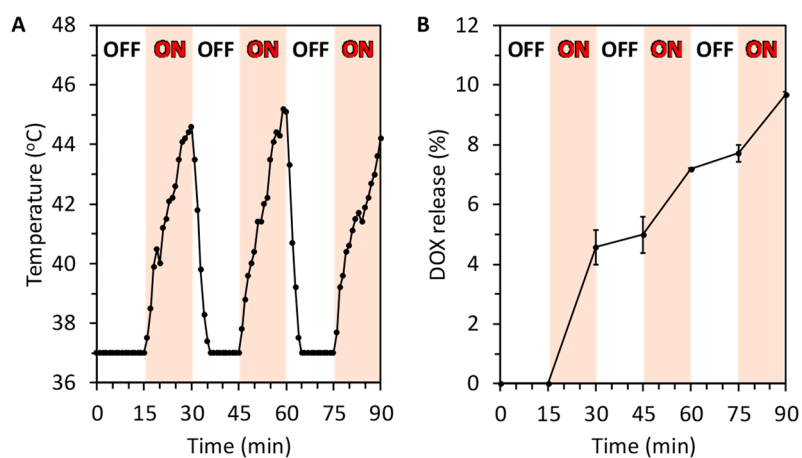 A
OFF ON OFF ON OFF ON
48
46
44
42
40
38
36
Temperature (ºC)
0 15 30 45 60 75 90
Time (min)
B
OFF ON OFF ON OFF ON
12
10
8
6
4
2
0
DOX release (%)
0 15 30 45 60 75 90
Time (min)